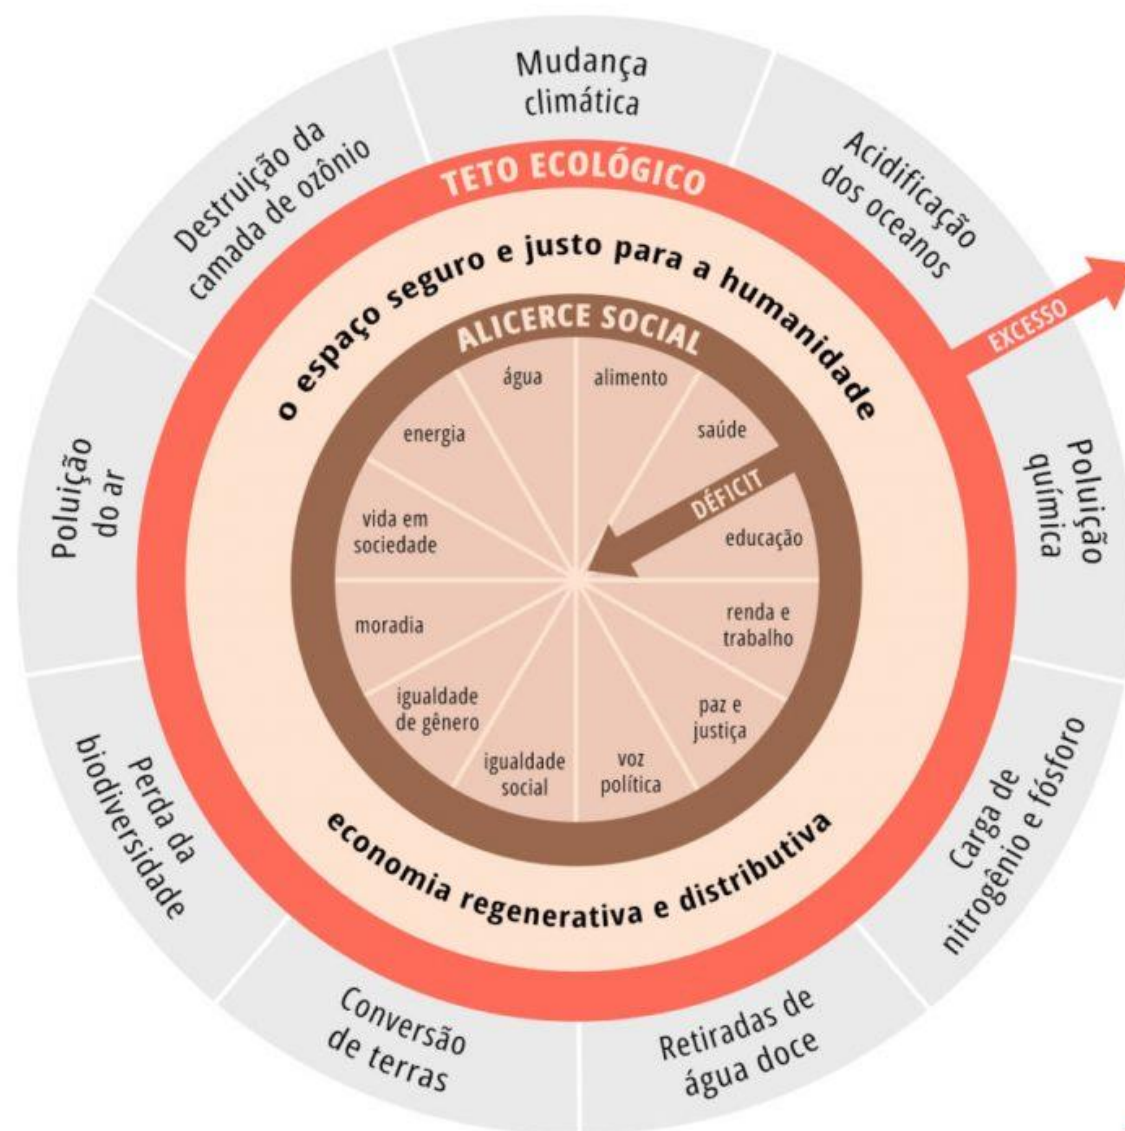 Mudança
climática
Acidificação
dos oceanos
EXCESSO
Poluição
química
Carga de
nitrogênio e fósforo
Retiradas de
água doce
Conversão
de terras
Perda da
biodiversidade
Poluição
do ar
Destruição da
camada de ozônio
TETO ECOLÓGICO
o espaço seguro e justo para a humanidade
ALICERCE SOCIAL
água
alimento
saúde
DÉFICIT
educação
renda e
trabalho
paz e
justiça
voz
política
igualdade
social
igualdade
de gênero
moradia
vida em
sociedade
energia
economia regenerativa e distributiva